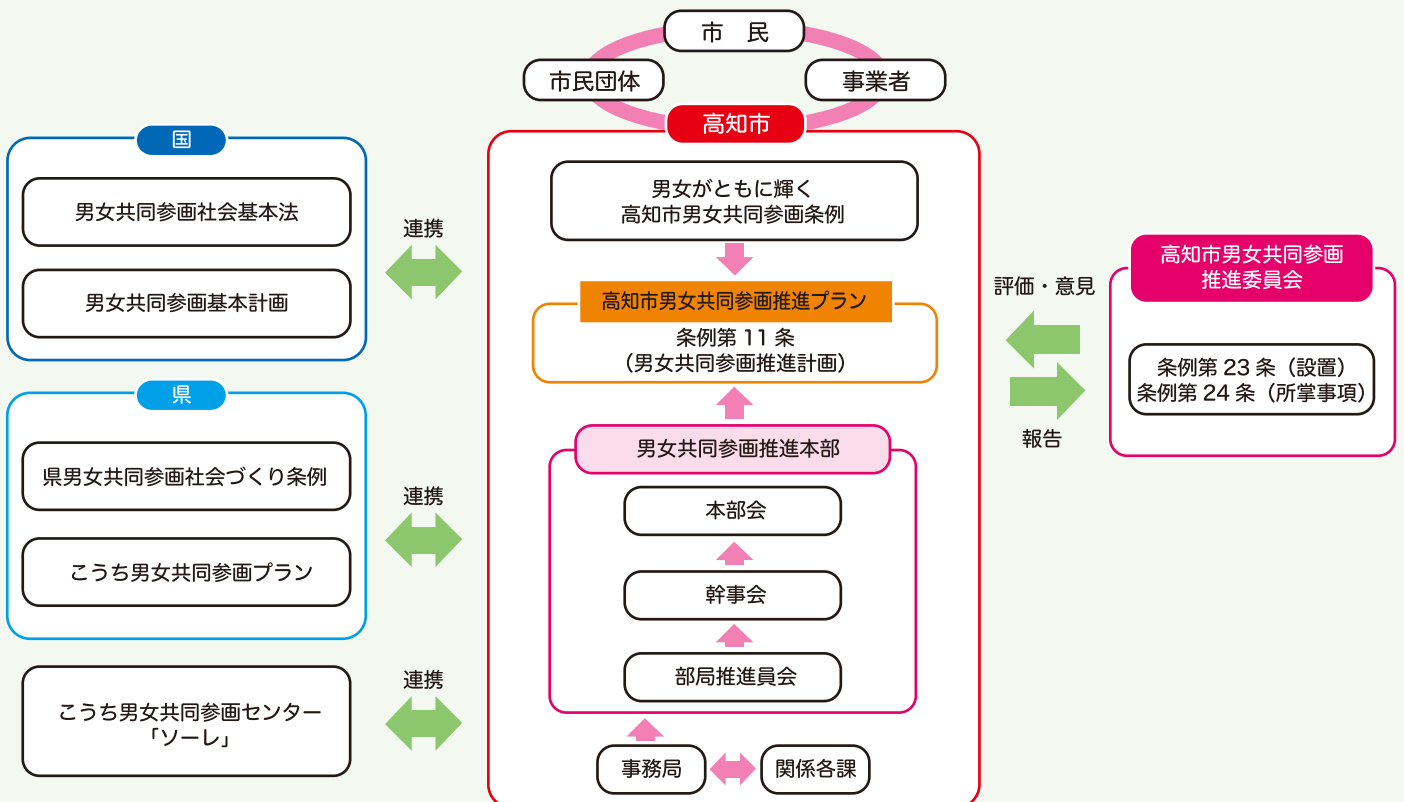 市　民
市民団体
事業者
高知市
国
男女共同参画社会基本法
男女共同参画基本計画
連携
県
県男女共同参画社会づくり条例
こうち男女共同参画プラン
連携
こうち男女共同参画センター
「ソーレ」
連携
男女がともに輝く
高知市男女共同参画条例
高知市男女共同参画推進プラン
条例第 11 条
（男女共同参画推進計画）
男女共同参画推進本部
本部会
幹事会
部局推進員会
事務局
関係各課
評価・意見
報告
高知市男女共同参画
推進委員会
条例第 23 条（設置）
条例第 24 条（所掌事項）